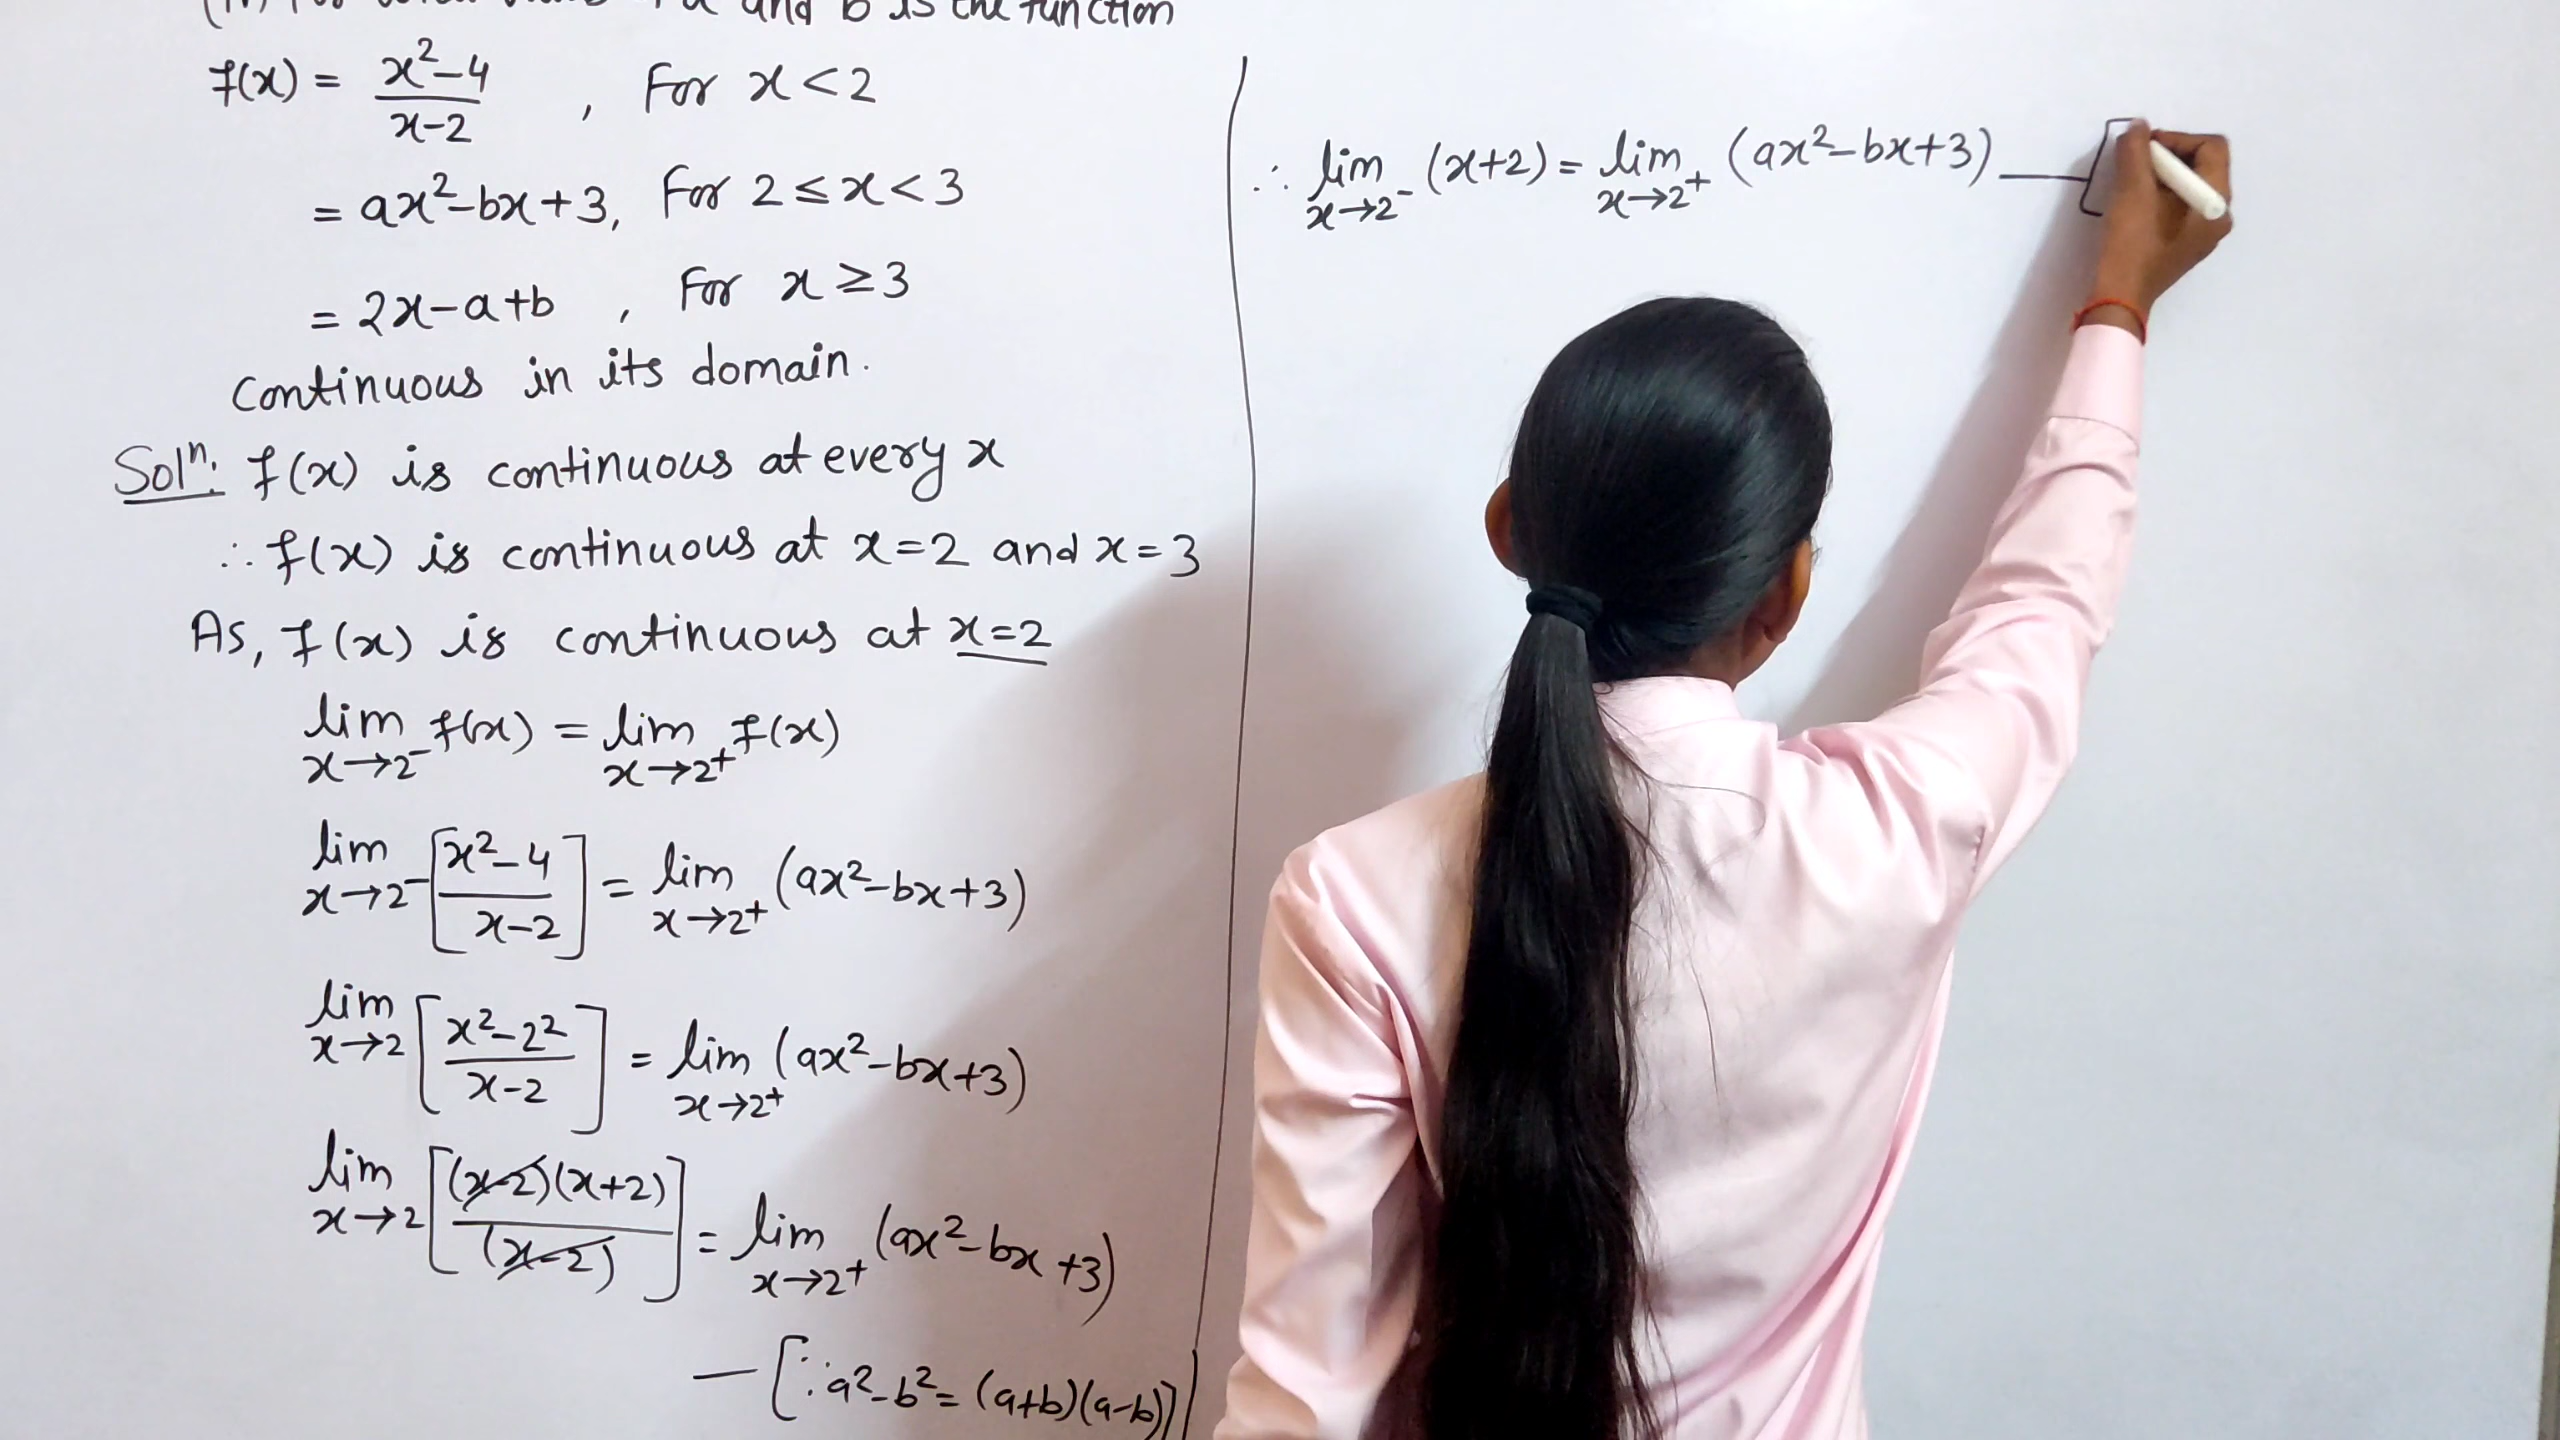 and b is the function
f(x) = x²-4 / x-2 , For x < 2
= ax²-bx+3, For 2 ≤ x < 3
= 2x-a+b , For x ≥ 3
continuous in its domain.
Solⁿ: f(x) is continuous at every x
∴ f(x) is continuous at x=2 and x=3
As, f(x) is continuous at x=2
lim x→2⁻ f(x) = lim x→2⁺ f(x)
lim x→2⁻ [x²-4 / x-2] = lim x→2⁺ (ax²-bx+3)
lim x→2 [x²-2² / x-2] = lim x→2⁺ (ax²-bx+3)
lim x→2 [(x-2)(x+2) / (x-2)] = lim x→2⁺ (ax²-bx+3)
— [∵ a²-b² = (a+b)(a-b)]
∴ lim x→2⁻ (x+2) = lim x→2⁺ (ax²-bx+3) — [